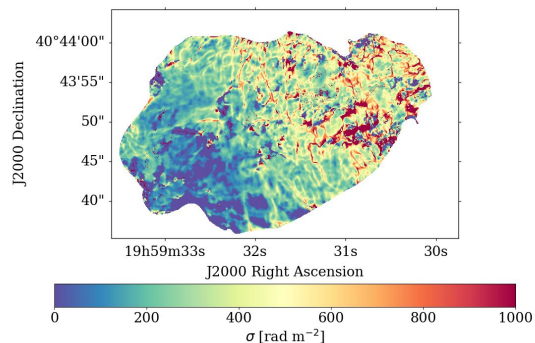 40°44'00"
43'55"
50"
45"
40"
J2000 Declination
19h59m33s 32s 31s 30s
J2000 Right Ascension
0 200 400 600 800 1000
σ [rad m⁻²]